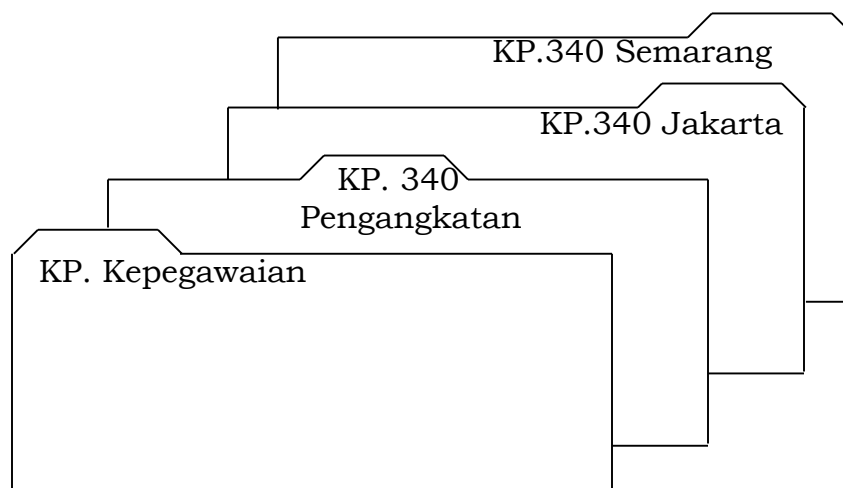 KP.340 Semarang
KP.340 Jakarta
KP. 340
Pengangkatan
KP. Kepegawaian